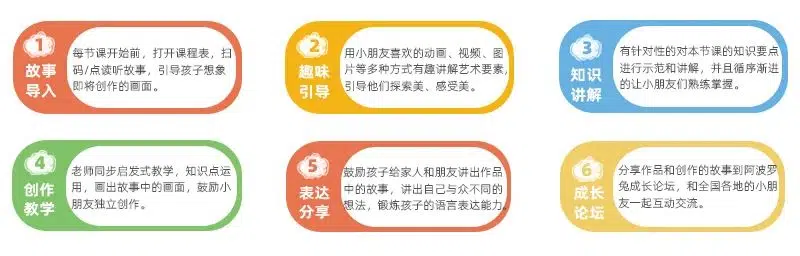 1
故事
导入
每节课开始前，打开课程表，扫
码/点读听故事，引导孩子想象
即将创作的画面。
2
趣味
引导
用小朋友喜欢的动画、视频、图
片等多种方式有趣讲解艺术要素，
引导他们探索美、感受美。
3
知识
讲解
有针对性的对本节课的知识要点
进行示范和讲解，并且循序渐进
的让小朋友们熟练掌握。
4
创作
教学
老师同步启发式教学，知识点运
用，画出故事中的画面，鼓励小
朋友独立创作。
5
表达
分享
鼓励孩子给家人和朋友讲出作品
中的故事，讲出自己与众不同的
想法，锻炼孩子的语言表达能力。
6
成长
论坛
分享作品和创作的故事到阿波罗
兔成长论坛，和全国各地的小朋
友一起互动交流。